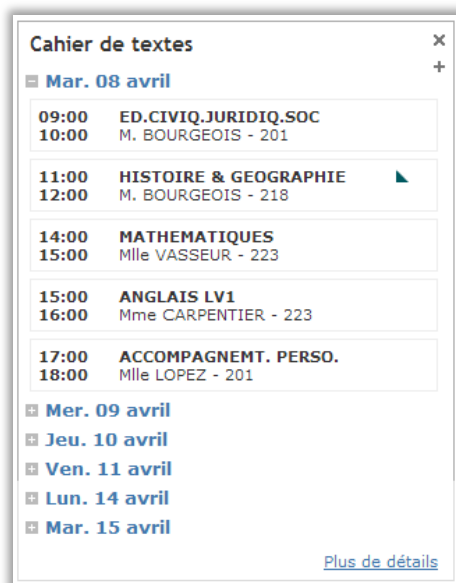 Cahier de textes
Mar. 08 avril
09:00 ED.CIVIQ.JURIDIQ.SOC
10:00 M. BOURGEOIS - 201
11:00 HISTOIRE & GEOGRAPHIE
12:00 M. BOURGEOIS - 218
14:00 MATHEMATIQUES
15:00 Mlle VASSEUR - 223
15:00 ANGLAIS LV1
16:00 Mme CARPENTIER - 223
17:00 ACCOMPAGNEMT. PERSO.
18:00 Mlle LOPEZ - 201
Mer. 09 avril
Jeu. 10 avril
Ven. 11 avril
Lun. 14 avril
Mar. 15 avril
Plus de détails